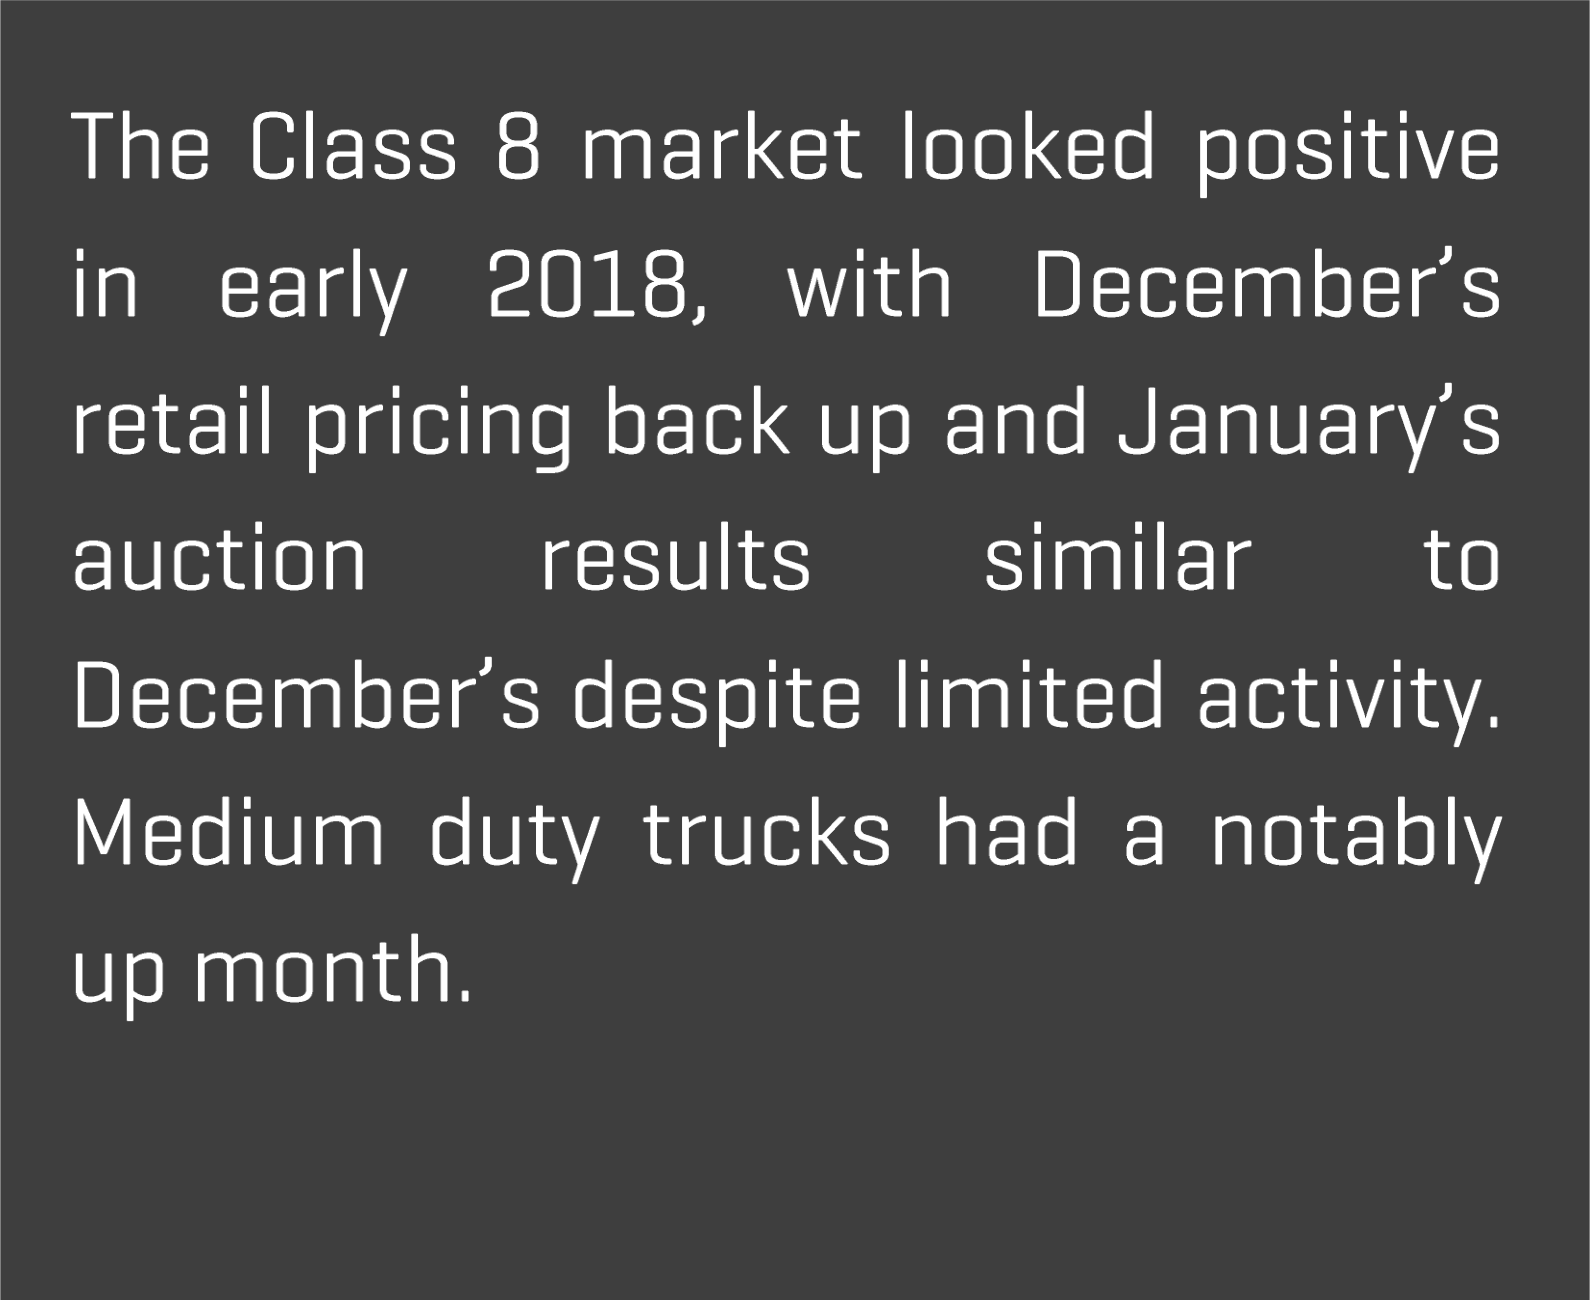 The Class 8 market looked positive
in early 2018, with December’s
retail pricing back up and January’s
auction results similar to
December’s despite limited activity.
Medium duty trucks had a notably
up month.